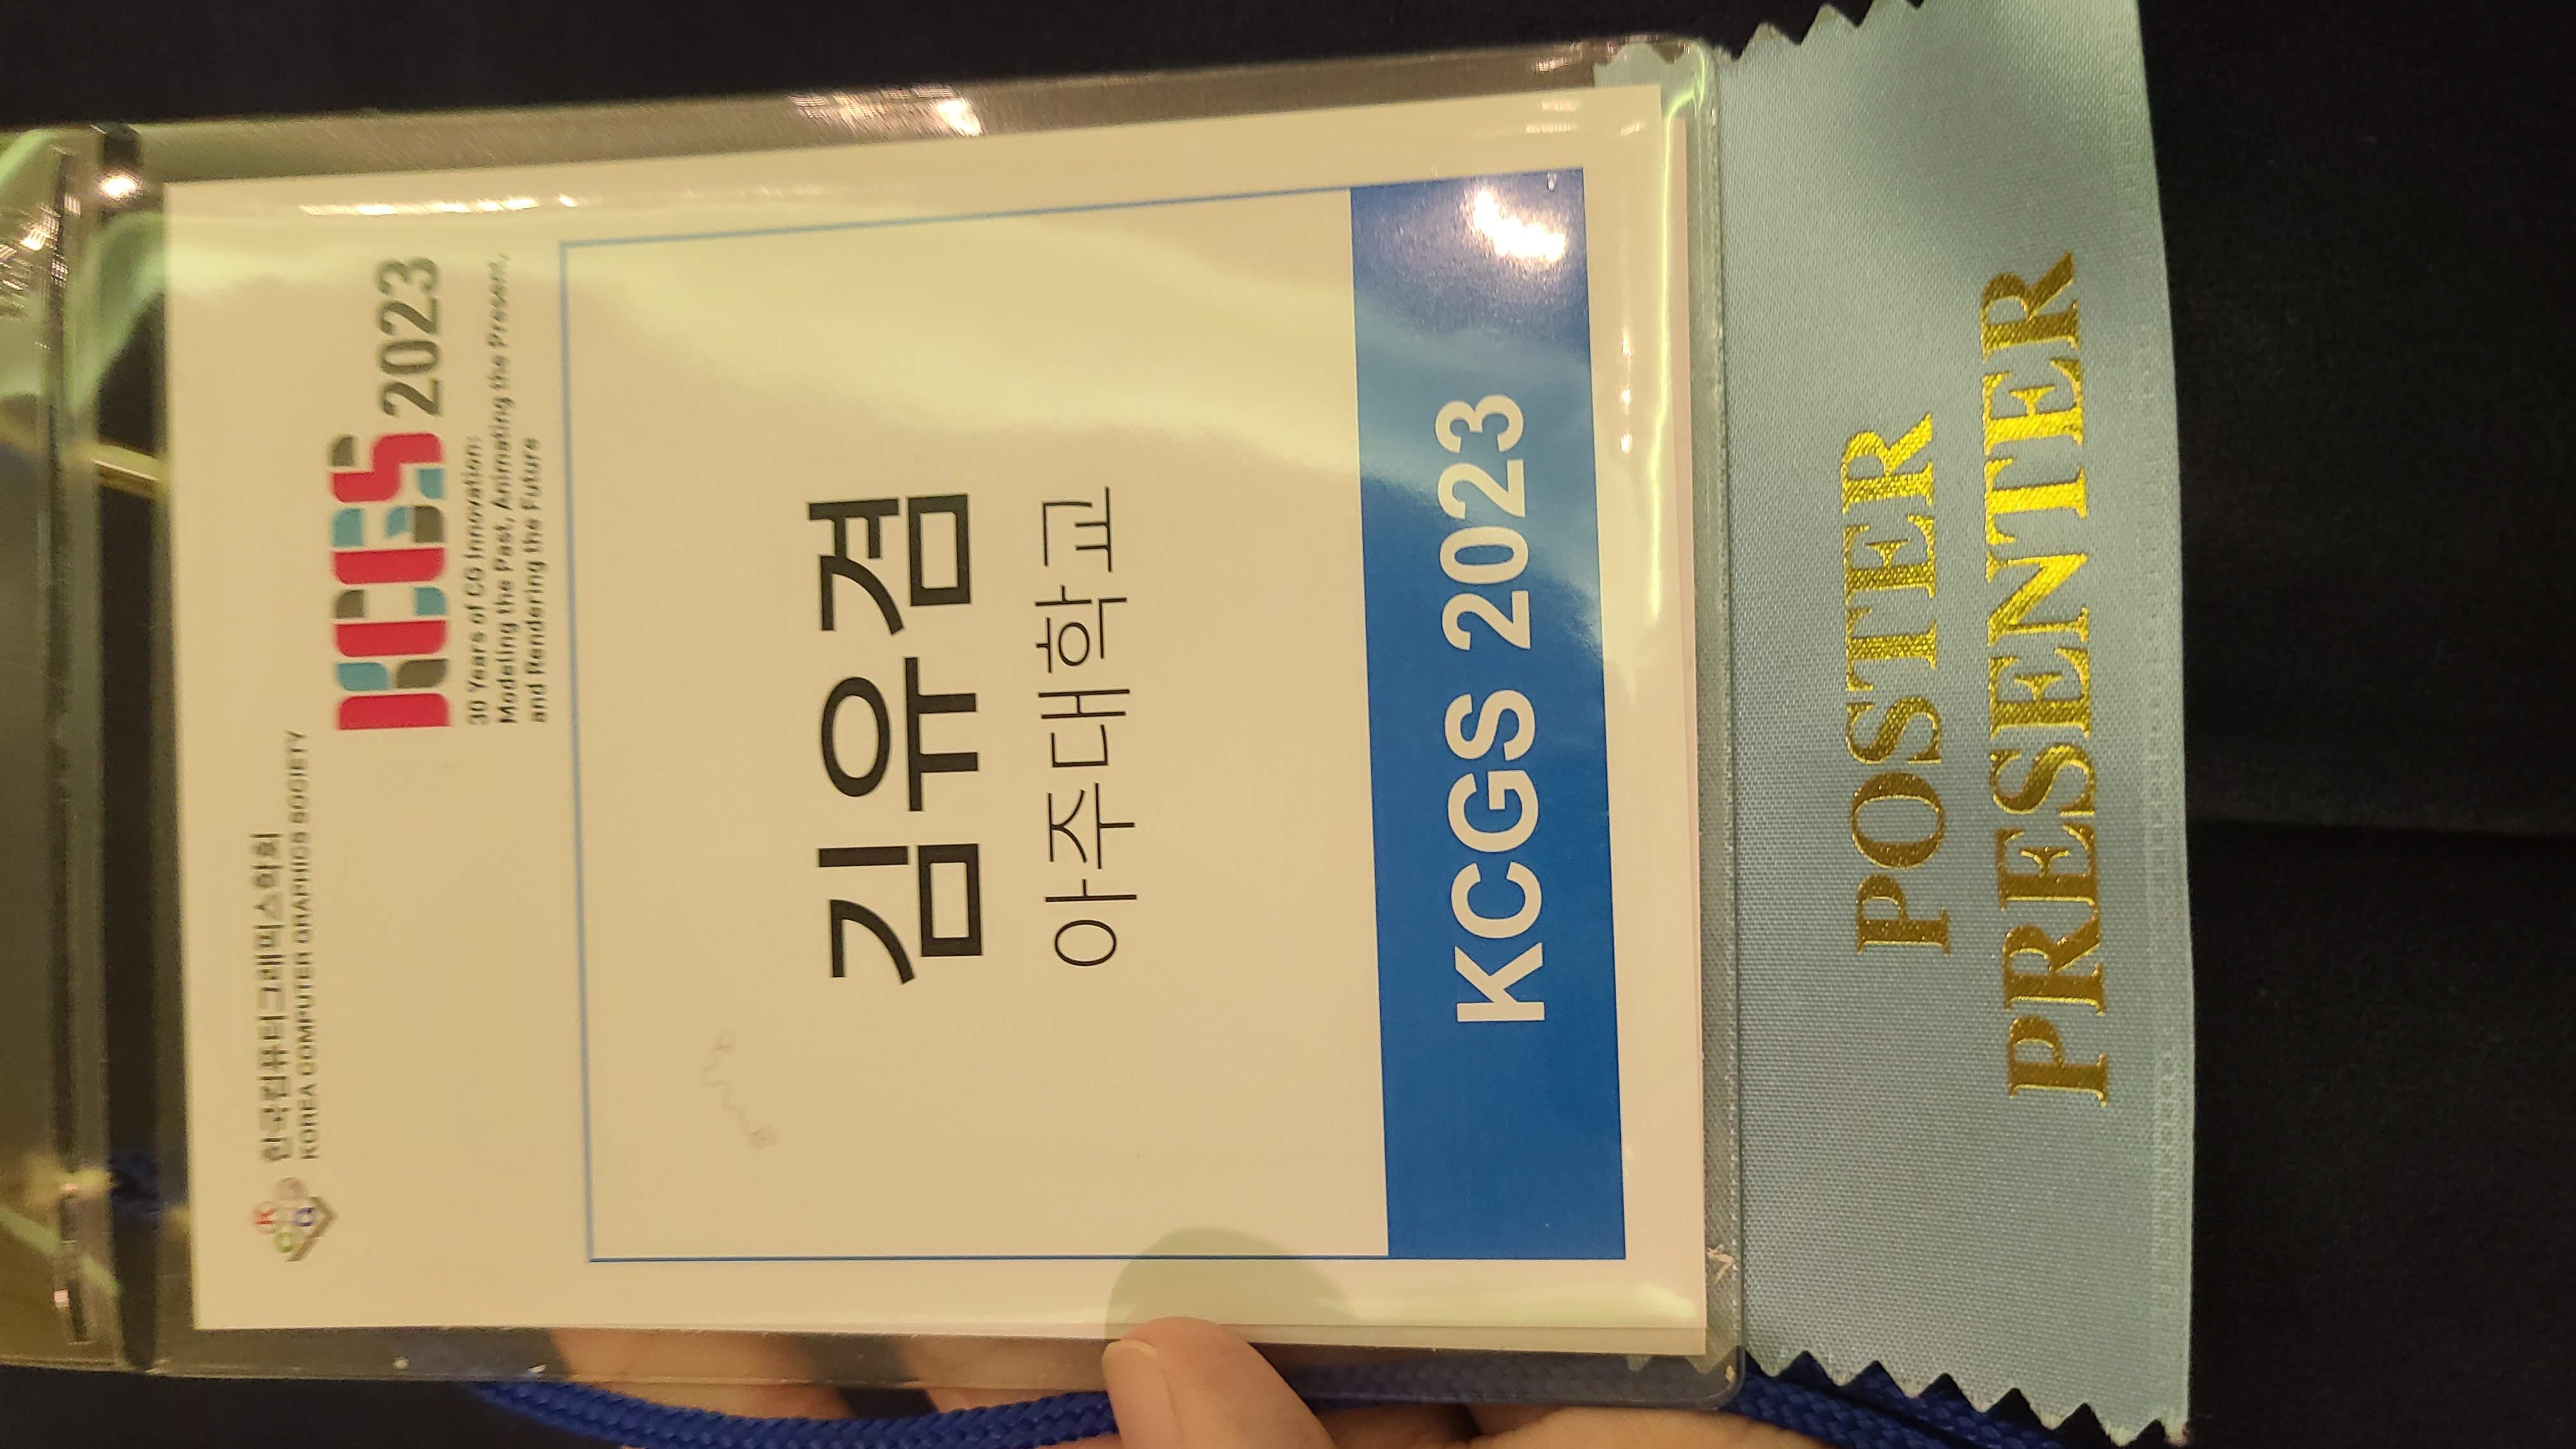 한국컴퓨터그래픽스학회
KOREA COMPUTER GRAPHICS SOCIETY
KCGS 2023
30 Years of CG Innovation:
Modeling the Past, Animating the Present,
and Rendering the Future
김유겸
아주대학교
KCGS 2023
POSTER
PRESENTER